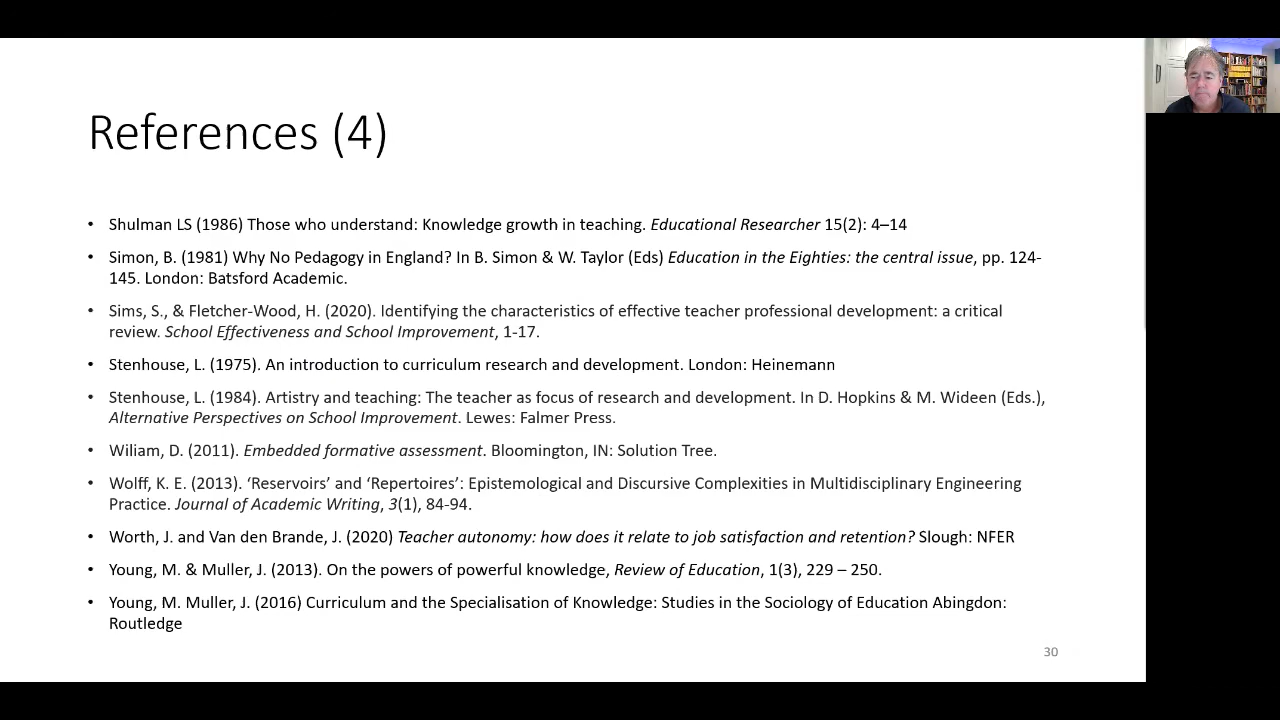 References (4)
• Shulman LS (1986) Those who understand: Knowledge growth in teaching. Educational Researcher 15(2): 4–14
• Simon, B. (1981) Why No Pedagogy in England? In B. Simon & W. Taylor (Eds) Education in the Eighties: the central issue, pp. 124-
145. London: Batsford Academic.
• Sims, S., & Fletcher-Wood, H. (2020). Identifying the characteristics of effective teacher professional development: a critical
review. School Effectiveness and School Improvement, 1-17.
• Stenhouse, L. (1975). An introduction to curriculum research and development. London: Heinemann
• Stenhouse, L. (1984). Artistry and teaching: The teacher as focus of research and development. In D. Hopkins & M. Wideen (Eds.),
Alternative Perspectives on School Improvement. Lewes: Falmer Press.
• Wiliam, D. (2011). Embedded formative assessment. Bloomington, IN: Solution Tree.
• Wolff, K. E. (2013). ‘Reservoirs’ and ‘Repertoires’: Epistemological and Discursive Complexities in Multidisciplinary Engineering
Practice. Journal of Academic Writing, 3(1), 84-94.
• Worth, J. and Van den Brande, J. (2020) Teacher autonomy: how does it relate to job satisfaction and retention? Slough: NFER
• Young, M. & Muller, J. (2013). On the powers of powerful knowledge, Review of Education, 1(3), 229 – 250.
• Young, M. Muller, J. (2016) Curriculum and the Specialisation of Knowledge: Studies in the Sociology of Education Abingdon:
Routledge
30